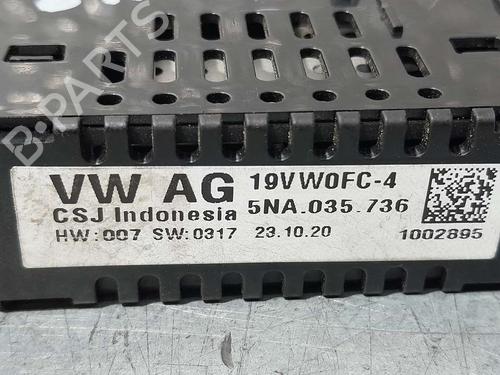 B-PARTS
VW AG 19VW0FC-4
CSJ Indonesia 5NA.035.736
HW:007 SW:0317 23.10.20 1002895